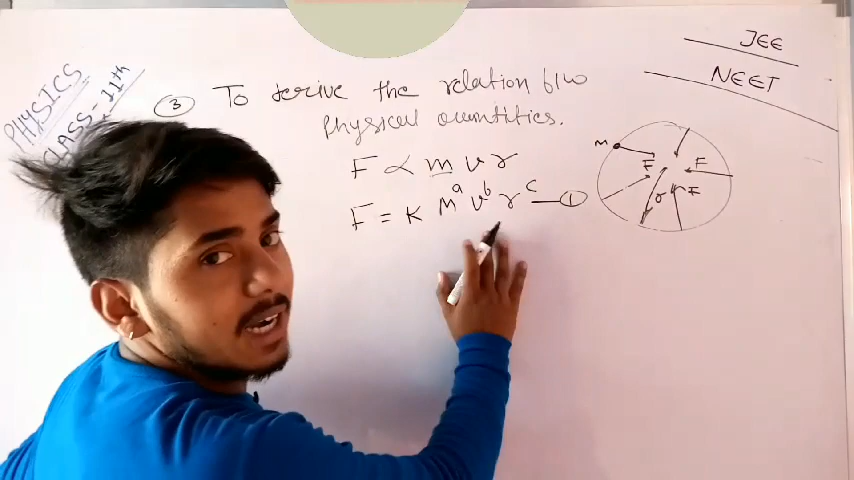 PHYSICS
CLASS-11th
JEE
NEET
③ To derive the relation b/w
Physical quantities.
F ∝ m v r
F = K m^a v^b r^c —①
m
F
F
F
r